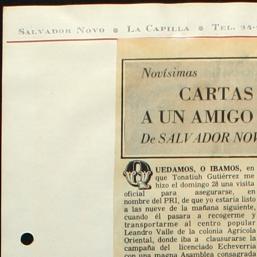 SALVADOR NOVO * LA CAPILLA * TEL.
Novísimas
CARTAS
A UN AMIGO
De SALVADOR NOV
QUEDAMOS, O IBAMOS, en
que Tonatiuh Gutiérrez me
hizo el domingo 28 una visita
oficial para asegurarse, en
nombre del PRI, de que yo estaría listo
a las nueve de la mañana siguiente,
cuando él pasara a recogerme y
transportarme al centro popular
Leandro Valle de la colonia Agrícola
Oriental, donde iba a clausurarse la
campaña del licenciado Echeverría
con una magna Asamblea consagrada